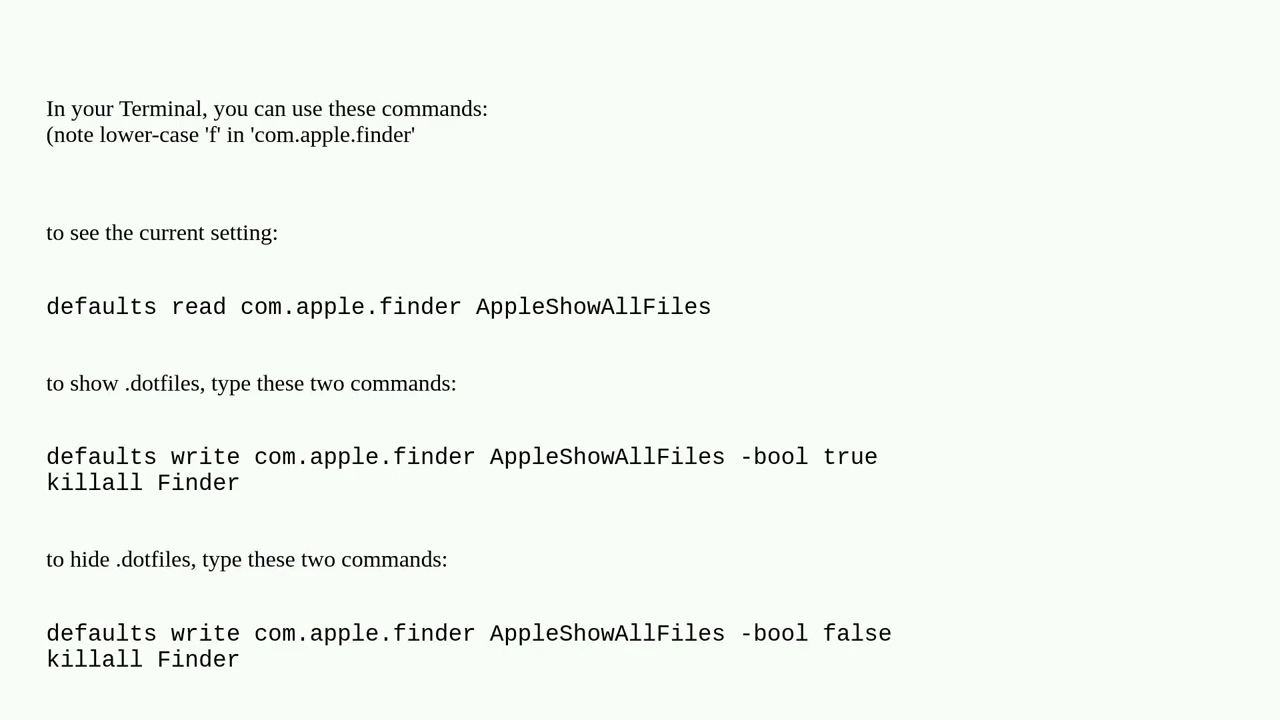 In your Terminal, you can use these commands:
(note lower-case 'f' in 'com.apple.finder'
to see the current setting:
defaults read com.apple.finder AppleShowAllFiles
to show .dotfiles, type these two commands:
defaults write com.apple.finder AppleShowAllFiles -bool true
killall Finder
to hide .dotfiles, type these two commands:
defaults write com.apple.finder AppleShowAllFiles -bool false
killall Finder